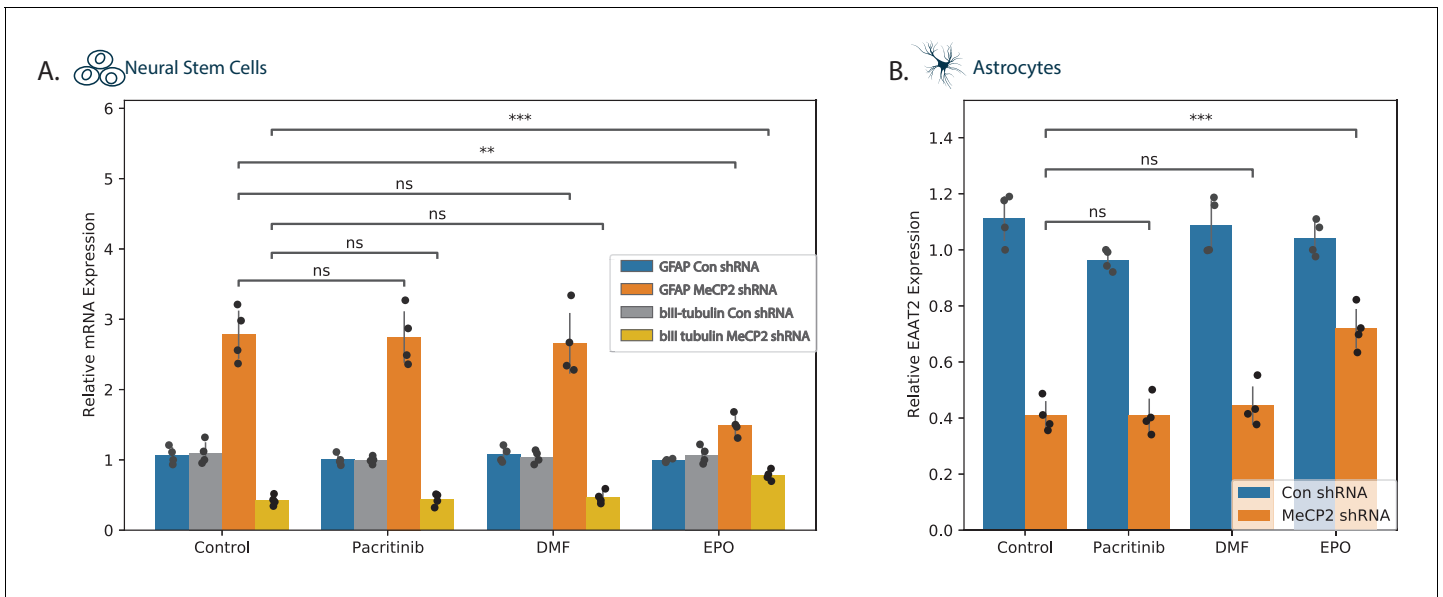 A. Neural Stem Cells
6
5
4
3
2
1
0
Relative mRNA Expression
***
**
ns
ns
ns
ns
GFAP Con shRNA
GFAP MeCP2 shRNA
bIII-tubulin Con shRNA
bIII tubulin MeCP2 shRNA
Control Pacritinib DMF EPO
B. Astrocytes
1.4
1.2
1.0
0.8
0.6
0.4
0.2
0.0
Relative EAAT2 Expression
***
ns
ns
Con shRNA
MeCP2 shRNA
Control Pacritinib DMF EPO